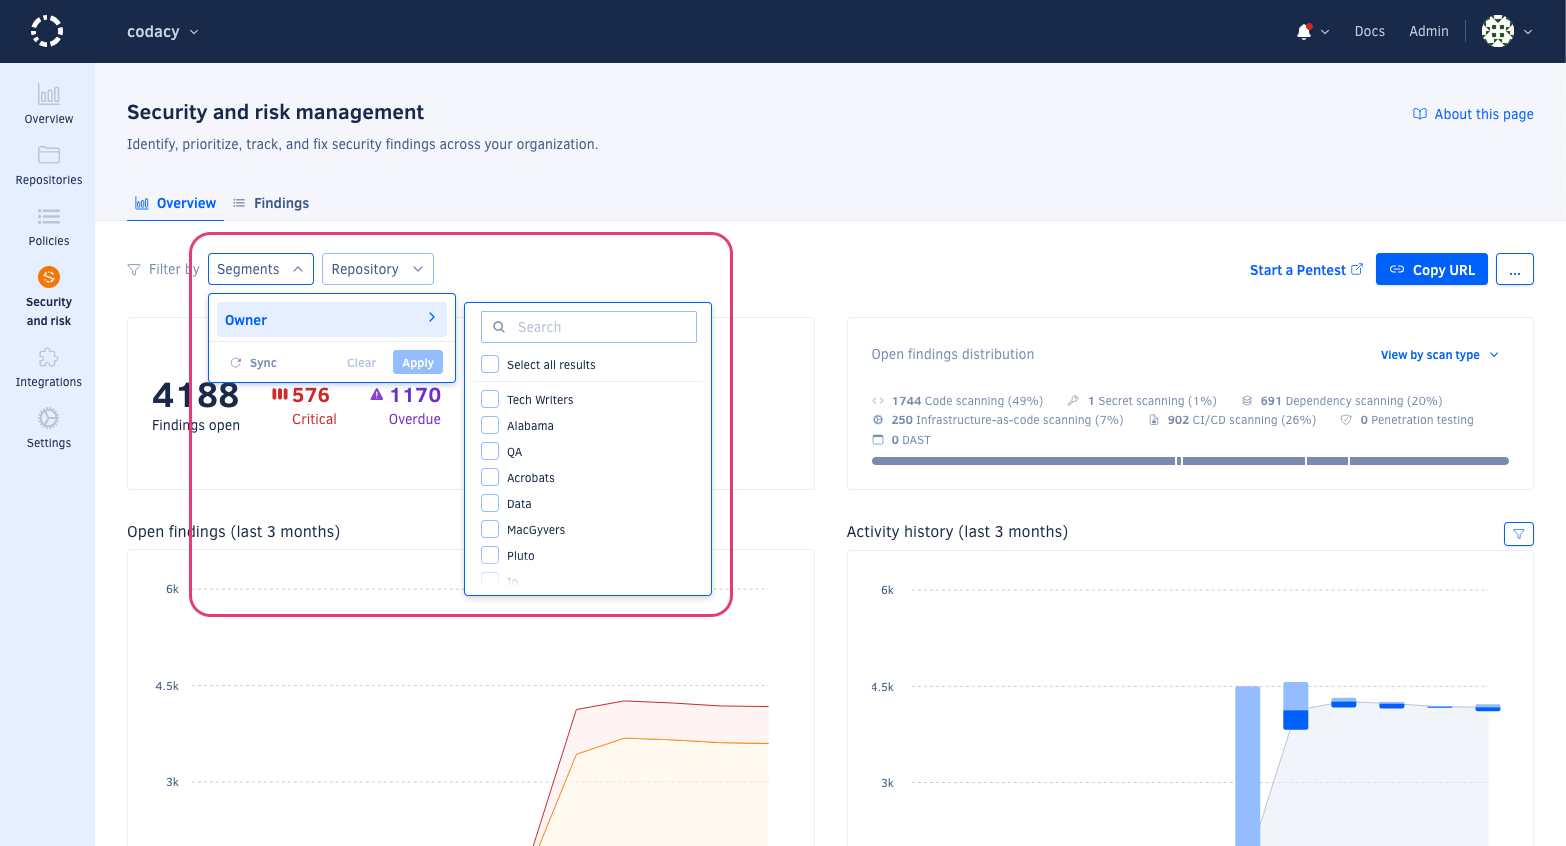 codacy
Docs
Admin
Overview
Repositories
Policies
Security
and risk
Integrations
Settings
Security and risk management
About this page
Identify, prioritize, track, and fix security findings across your organization.
Overview
Findings
Filter by
Segments
Repository
Start a Pentest
Copy URL
...
Owner
Sync
Clear
Apply
Search
Select all results
Tech Writers
Alabama
QA
Acrobats
Data
MacGyvers
Pluto
Io
4188
Findings open
576
Critical
1170
Overdue
Open findings distribution
View by scan type
1744 Code scanning (49%)
1 Secret scanning (1%)
691 Dependency scanning (20%)
250 Infrastructure-as-code scanning (7%)
902 CI/CD scanning (26%)
0 Penetration testing
0 DAST
Open findings (last 3 months)
6k
4.5k
3k
Activity history (last 3 months)
6k
4.5k
3k